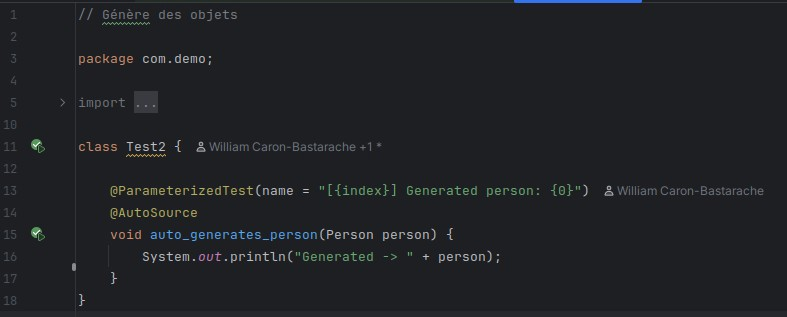 1 // Génère des objets
2
3 package com.demo;
4
5 import ...
10
11 class Test2 { William Caron-Bastarache +1 *
12
13 @ParameterizedTest(name = "[{index}] Generated person: {0}") William Caron-Bastarache
14 @AutoSource
15 void auto_generates_person(Person person) {
16 System.out.println("Generated -> " + person);
17 }
18 }